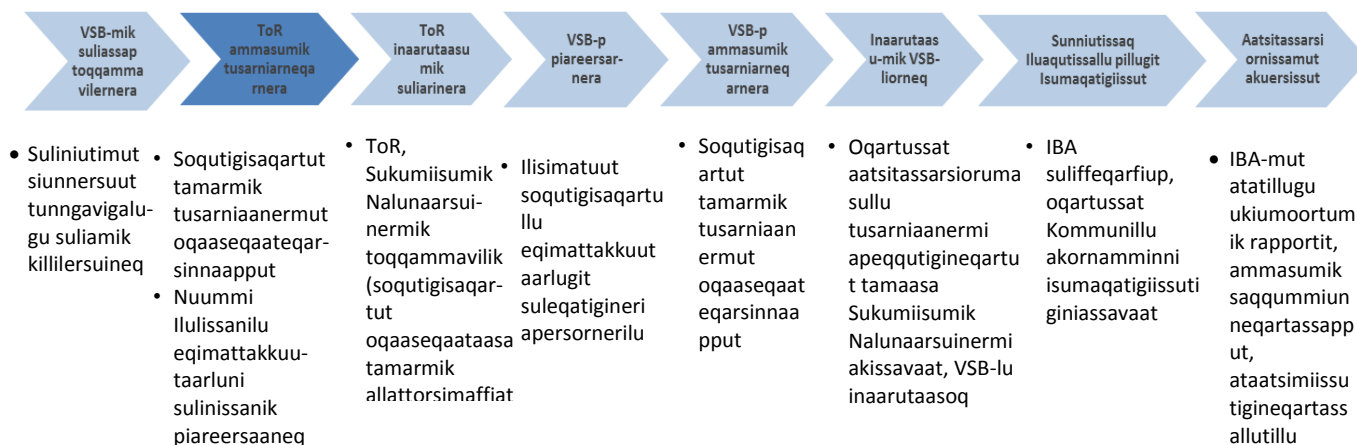 VSB-mik
suliassap
toqqamma
vilernera
ToR
ammasumik
tusarniarneqa
rnera
ToR
inaarutaasu
mik
suliarinera
VSB-p
piareersar-
nera
VSB-p
ammasumik
tusarniarneq
arnera
Inaarutaas
u-mik VSB-
liorneq
Sunniutissaq
Iluaqutissallu pillugit
Isumaqatigiissut
Aatsitassarsi
ornissamut
akuersissut
• Suliniutimut
siunnersuut
tunngavigalu-
gu suliamik
killilersuineq
• Soqutigisaqartut
tamarmik
tusarniaanermut
oqaaseqaateqar-
sinnaapput
• Nuummi
Ilulissanilu
eqimattakkuu-
taarluni
sulinissanik
piareersaaneq
• ToR,
Sukumiisumik
Nalunaarsui-
nermik
toqqammavilik
(soqutigisaqar-
tut
oqaaseqaataasa
tamarmik
allattorsimaffiat
• Ilisimatuut
soqutigisaqartu
llu
eqimattakkuut
aarlugit
suleqatigineri
apersornerilu
• Soqutigisaq
artut
tamarmik
tusarniaan
ermut
oqaaseqaat
eqarsinnaa
pput
• Oqartussat
aatsitassarsioruma
sullu
tusarniaanermi
apeqqutigineqartu
t tamaasa
Sukumiisumik
Nalunaarsuinermi
akissavaat, VSB-lu
inaarutaasoq
• IBA
suliffeqarfiup,
oqartussat
Kommunillu
akornamminni
isumaqatigiissuti
giniassavaat
• IBA-mut
atatillugu
ukiumoortum
ik rapportit,
ammasumik
saqqummiun
neqartassapp
ut,
ataatsimiissu
tigineqartass
allutillu